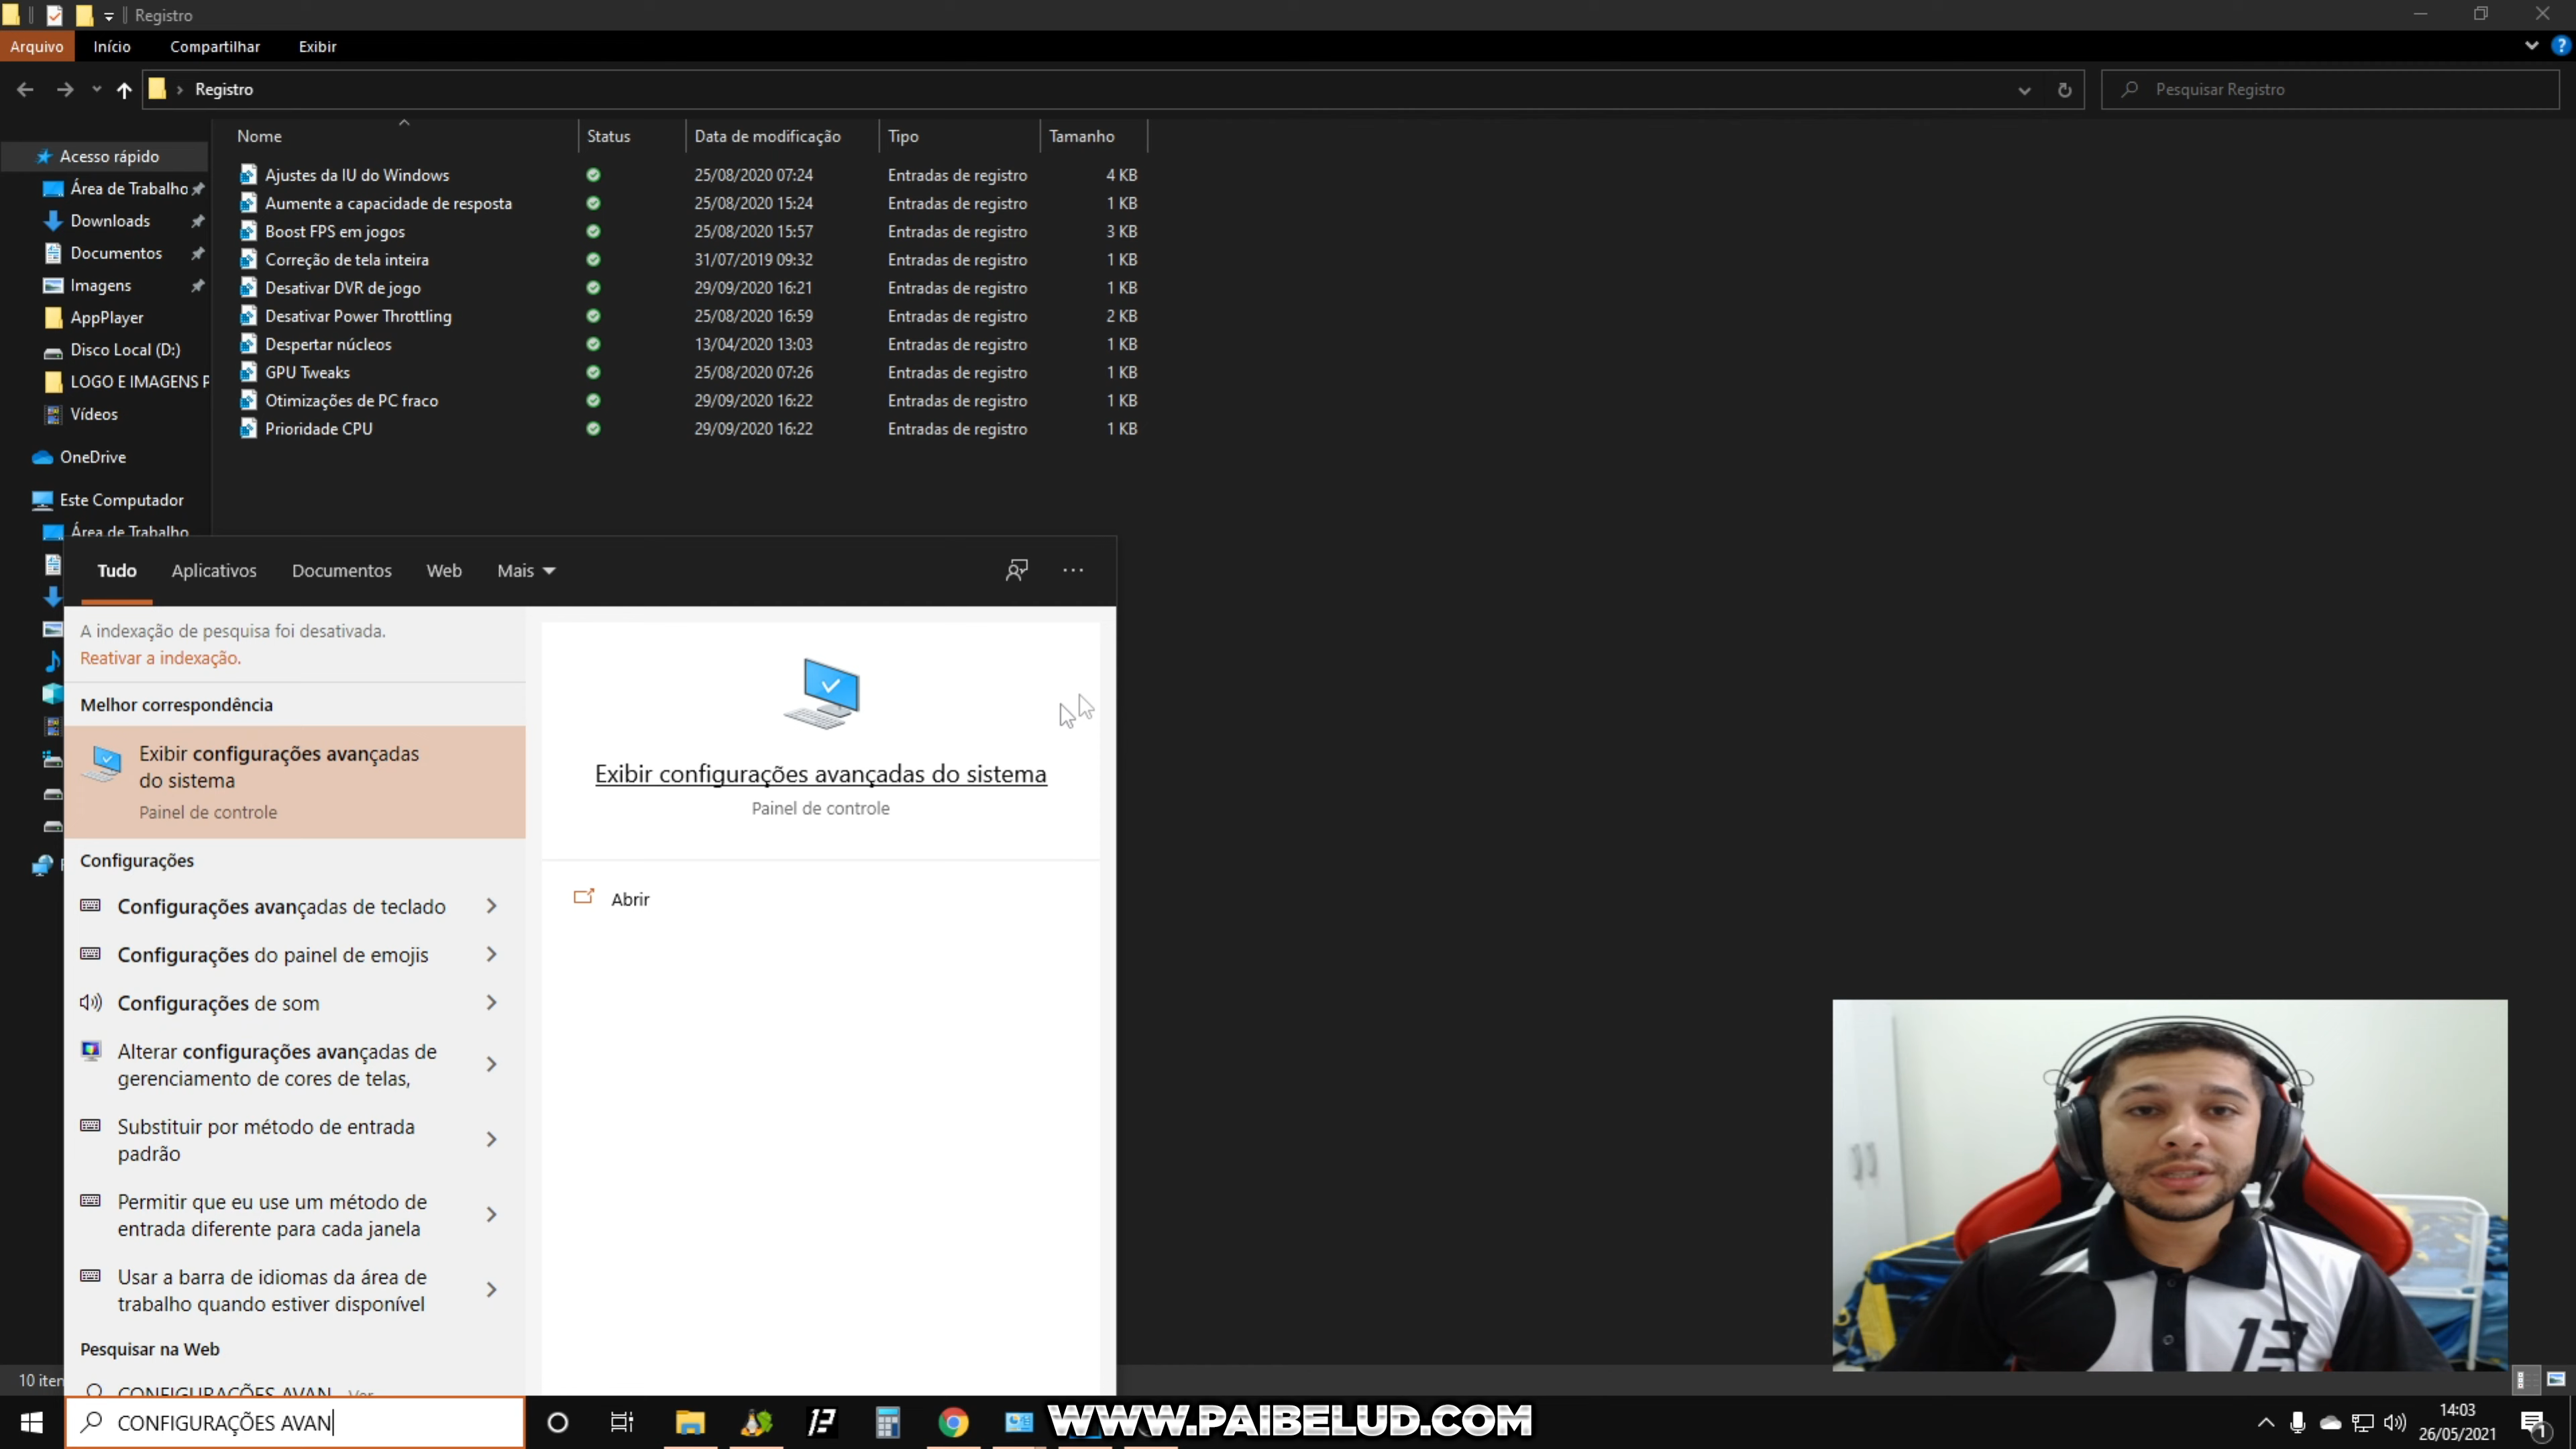 Registro
Arquivo Início Compartilhar Exibir
Registro
Pesquisar Registro
Nome Status Data de modificação Tipo Tamanho
Ajustes da IU do Windows 25/08/2020 07:24 Entradas de registro 4 KB
Aumente a capacidade de resposta 25/08/2020 15:24 Entradas de registro 1 KB
Boost FPS em jogos 25/08/2020 15:57 Entradas de registro 3 KB
Correção de tela inteira 31/07/2019 09:32 Entradas de registro 1 KB
Desativar DVR de jogo 29/09/2020 16:21 Entradas de registro 1 KB
Desativar Power Throttling 25/08/2020 16:59 Entradas de registro 2 KB
Despertar núcleos 13/04/2020 13:03 Entradas de registro 1 KB
GPU Tweaks 25/08/2020 07:26 Entradas de registro 1 KB
Otimizações de PC fraco 29/09/2020 16:22 Entradas de registro 1 KB
Prioridade CPU 29/09/2020 16:22 Entradas de registro 1 KB
Acesso rápido
Área de Trabalho
Downloads
Documentos
Imagens
AppPlayer
Disco Local (D:)
LOGO E IMAGENS P
Vídeos
OneDrive
Este Computador
Área de Trabalho
Tudo Aplicativos Documentos Web Mais
A indexação de pesquisa foi desativada.
Reativar a indexação.
Melhor correspondência
Exibir configurações avançadas
do sistema
Painel de controle
Configurações
Configurações avançadas de teclado
Configurações do painel de emojis
Configurações de som
Alterar configurações avançadas de
gerenciamento de cores de telas,
Substituir por método de entrada
padrão
Permitir que eu use um método de
entrada diferente para cada janela
Usar a barra de idiomas da área de
trabalho quando estiver disponível
Pesquisar na Web
CONFIGURAÇÕES AVAN - Ver
Exibir configurações avançadas do sistema
Painel de controle
Abrir
13
10 iten
CONFIGURAÇÕES AVAN
WWW.PAIBELUD.COM
14:03
26/05/2021
1